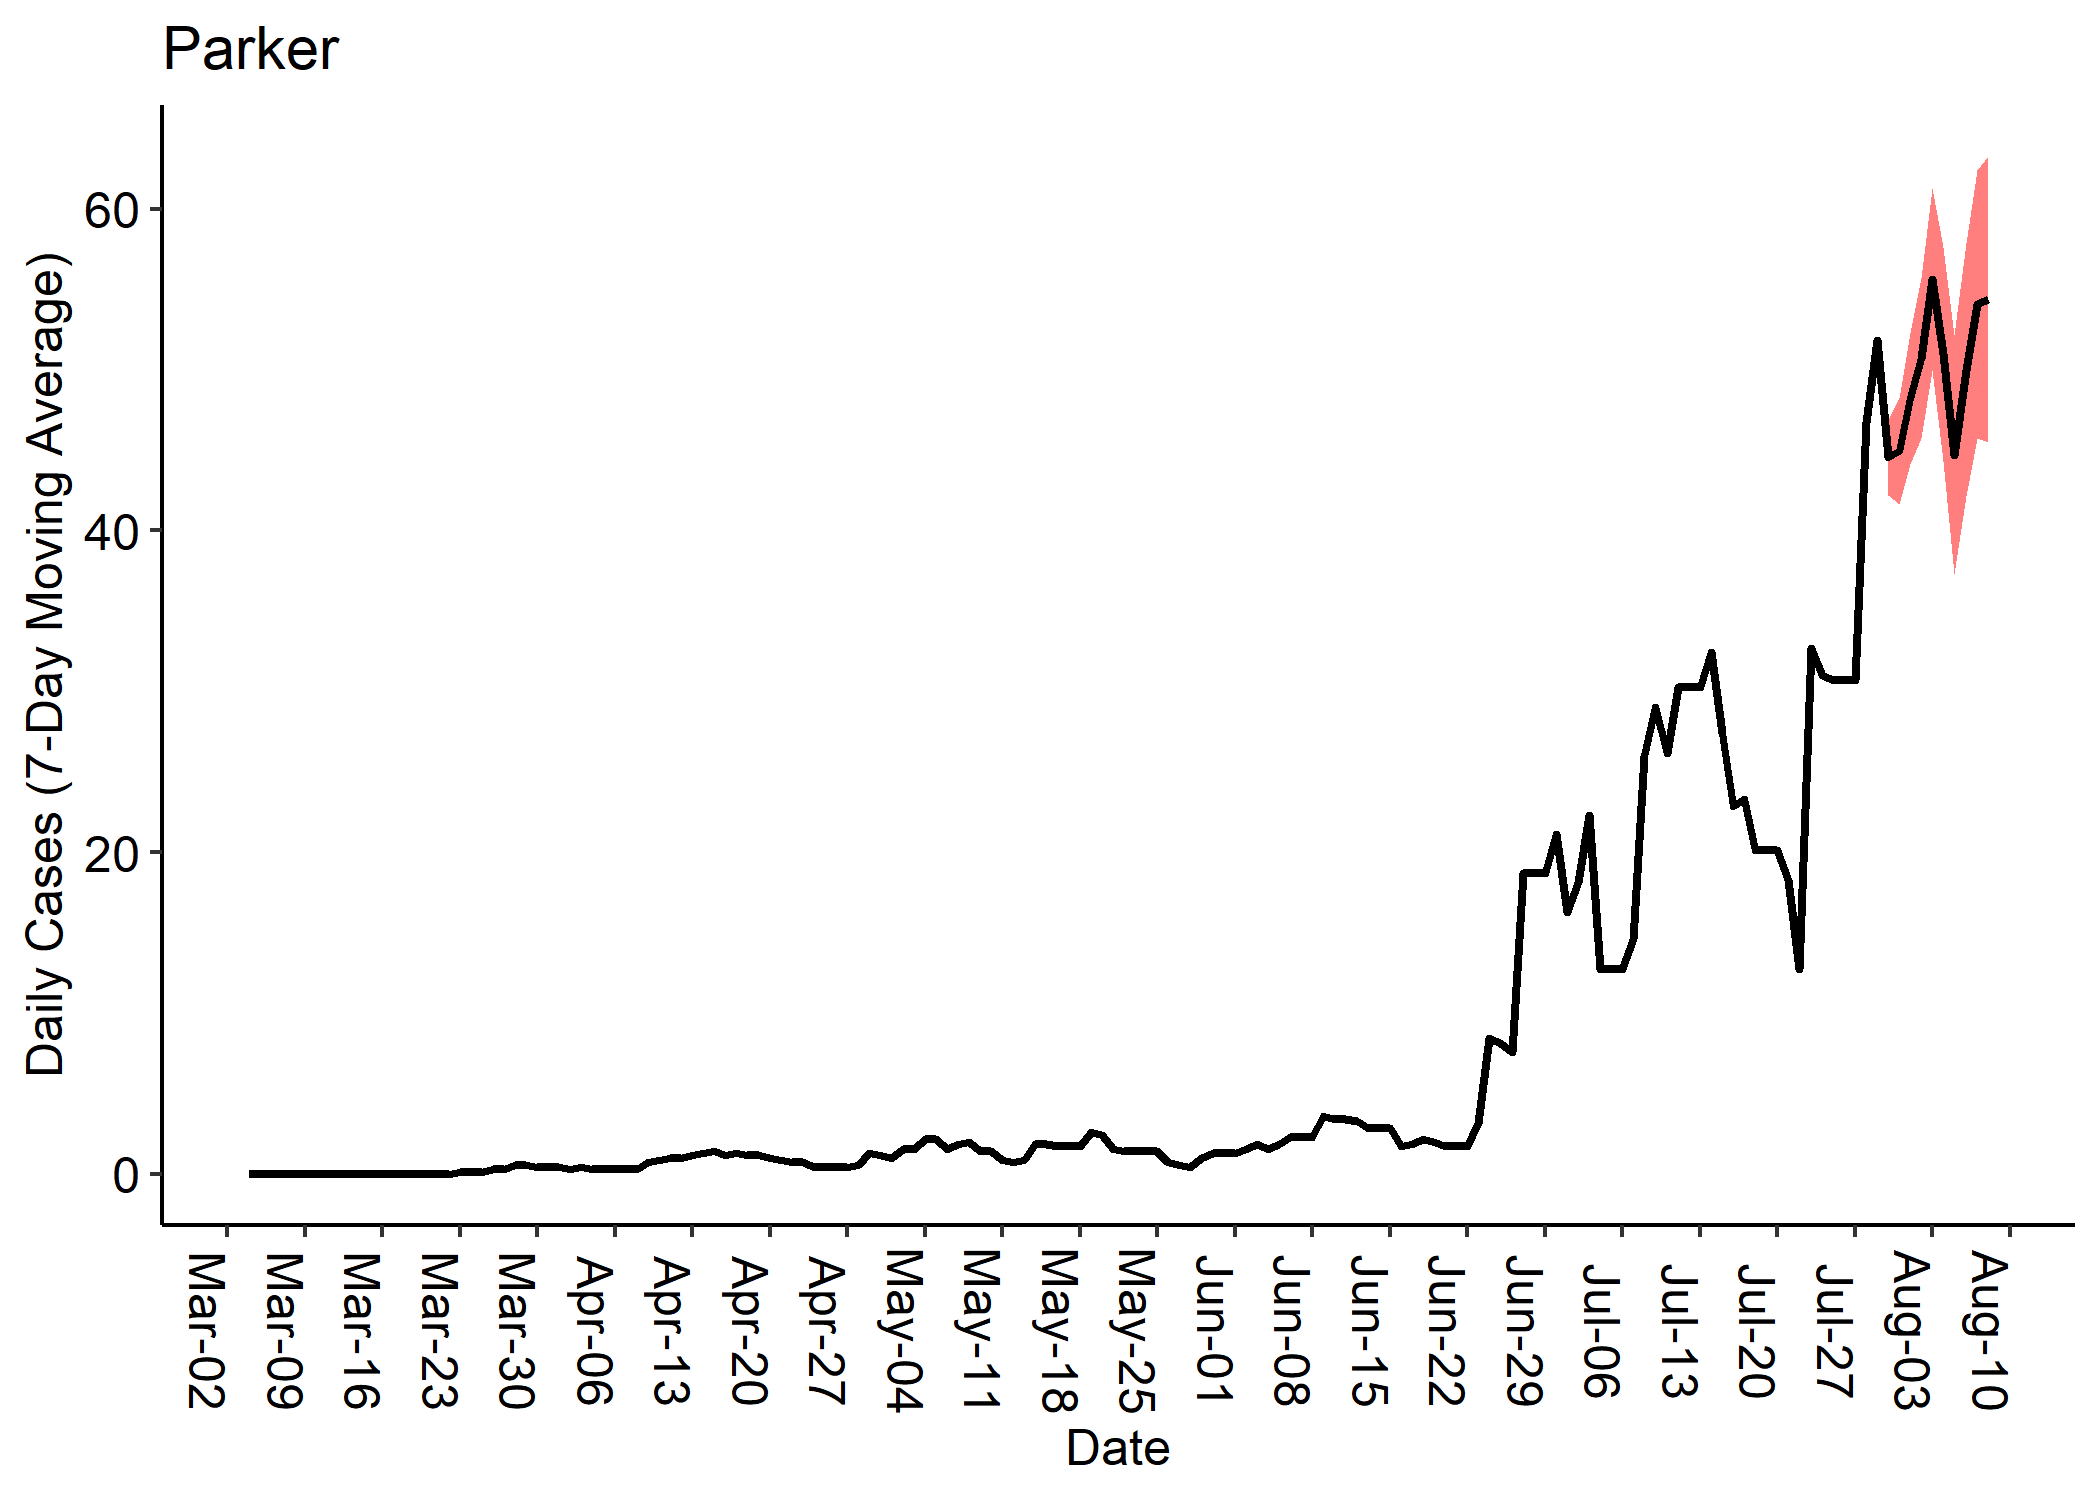 Parker
Daily Cases (7-Day Moving Average)
60
40
20
0
Mar-02
Mar-09
Mar-16
Mar-23
Mar-30
Apr-06
Apr-13
Apr-20
Apr-27
May-04
May-11
May-18
May-25
Jun-01
Jun-08
Jun-15
Jun-22
Jun-29
Jul-06
Jul-13
Jul-20
Jul-27
Aug-03
Aug-10
Date